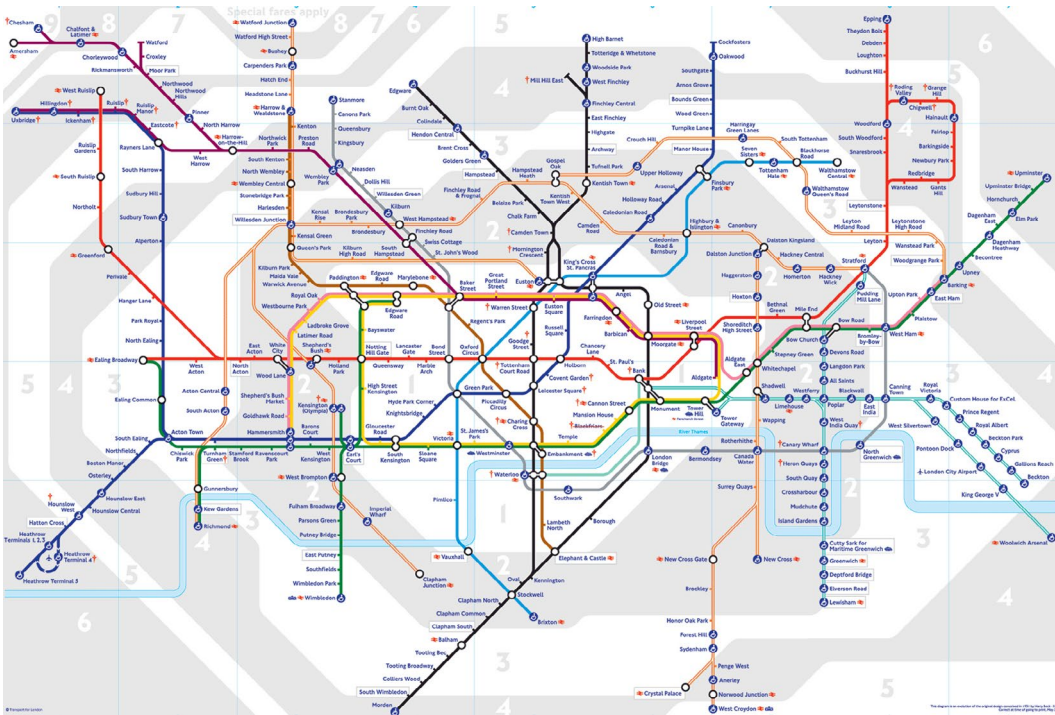 Special fares apply
9
8
7
8
7
6
5
6
Chesham
Chalfont &
Latimer
Amersham
Chorleywood
Rickmansworth
Watford
Croxley
Moor Park
Northwood
Northwood
Hills
Pinner
North Harrow
Harrow-
on-the-Hill
West
Harrow
Northwick
Park
Preston
Road
Wembley
Park
Watford Junction
Watford High Street
Bushey
Carpenders Park
Hatch End
Headstone Lane
Harrow &
Wealdstone
Kenton
South Kenton
North Wembley
Wembley Central
Stonebridge Park
Harlesden
Willesden Junction
Kensal Green
Queen's Park
Kilburn Park
Maida Vale
Warwick Avenue
Stanmore
Canons Park
Queensbury
Kingsbury
Neasden
Dollis Hill
Willesden Green
Kilburn
West Hampstead
Finchley Road
Swiss Cottage
St. John's Wood
Kensal
Rise
Brondesbury
Park
Brondesbury
Kilburn
High Road
South
Hampstead
Finchley Road
& Frognal
Hampstead
Heath
Gospel
Oak
Kentish
Town West
Camden
Road
Caledonian
Road &
Barnsbury
Highbury &
Islington
Canonbury
Edgware
Burnt Oak
Colindale
Hendon Central
Brent Cross
Golders Green
Hampstead
Belsize Park
Chalk Farm
Camden Town
Mornington
Crescent
Euston
High Barnet
Totteridge & Whetstone
Woodside Park
Mill Hill East
West Finchley
Finchley Central
East Finchley
Highgate
Archway
Tufnell Park
Kentish Town
Cockfosters
Oakwood
Southgate
Arnos Grove
Bounds Green
Wood Green
Turnpike Lane
Manor House
Finsbury
Park
Arsenal
Holloway Road
Caledonian Road
King's Cross
St. Pancras
Crouch Hill
Upper Holloway
Harringay
Green Lanes
Seven
Sisters
South Tottenham
Tottenham
Hale
Blackhorse
Road
Walthamstow
Central
Walthamstow
Queen's Road
Leyton
Midland Road
Leytonstone
High Road
Wanstead Park
Woodgrange Park
Epping
Theydon Bois
Debden
Loughton
Buckhurst Hill
Roding
Valley
Chigwell
Grange
Hill
Hainault
Woodford
South Woodford
Snaresbrook
Fairlop
Barkingside
Newbury Park
Redbridge
Wanstead
Gants
Hill
Leytonstone
Leyton
Stratford
Upminster
Upminster Bridge
Hornchurch
Elm Park
Dagenham
East
Dagenham
Heathway
Becontree
Upney
Barking
East Ham
Upton Park
Plaistow
West Ham
West Ruislip
Ruislip
Gardens
South Ruislip
Northolt
Greenford
Perivale
Hanger Lane
Park Royal
North Ealing
Ealing Broadway
Ealing Common
South Ealing
Northfields
Boston Manor
Osterley
Hounslow East
Hounslow Central
Hounslow
West
Hatton Cross
Heathrow
Terminals 1, 2, 3
Heathrow
Terminal 4
Heathrow Terminal 5
Uxbridge
Hillingdon
Ickenham
Ruislip
Ruislip
Manor
Eastcote
Rayners Lane
South Harrow
Sudbury Hill
Sudbury Town
Alperton
Dalston Junction
Dalston Kingsland
Haggerston
Hoxton
Shoreditch
High Street
Hackney
Central
Homerton
Hackney
Wick
Pudding
Mill Lane
Bow Road
Bow Church
Bromley-
by-Bow
Mile End
Bethnal
Green
Stepney Green
Whitechapel
Aldgate
East
Aldgate
Liverpool
Street
Moorgate
Old Street
Angel
Farringdon
Barbican
Euston
Square
Warren Street
Great
Portland
Street
Baker
Street
Regent's Park
Marylebone
Edgware
Road
Edgware
Road
Paddington
Royal Oak
Westbourne Park
Ladbroke Grove
Latimer Road
White
City
Wood Lane
Shepherd's
Bush
Holland
Park
Notting
Hill Gate
Bayswater
Queensway
Lancaster
Gate
Marble
Arch
Bond
Street
Oxford
Circus
Goodge
Street
Russell
Square
Tottenham
Court Road
Holborn
Chancery
Lane
St. Paul's
Bank
Covent Garden
Leicester Square
Green Park
Hyde Park Corner
Knightsbridge
Piccadilly
Circus
Charing
Cross
Cannon Street
Mansion House
Blackfriars
Temple
Embankment
Monument
Tower
Hill
Tower
Gateway
West
Acton
North
Acton
East
Acton
Acton Central
South Acton
Acton Town
Chiswick
Park
Turnham
Green
Stamford
Brook
Ravenscourt
Park
Hammersmith
Goldhawk Road
Shepherd's Bush
Market
Barons
Court
West
Kensington
Kensington
(Olympia)
High Street
Kensington
Earl's
Court
Gloucester
Road
South
Kensington
Sloane
Square
Victoria
St. James's
Park
Westminster
Waterloo
Southwark
London
Bridge
Bermondsey
Gunnersbury
Kew Gardens
Richmond
West Brompton
Fulham Broadway
Parsons Green
Putney Bridge
East Putney
Southfields
Wimbledon Park
Wimbledon
Imperial
Wharf
Clapham
Junction
Pimlico
Vauxhall
Lambeth
North
Elephant & Castle
Borough
Kennington
Oval
Stockwell
Brixton
Clapham North
Clapham Common
Clapham South
Balham
Tooting Bec
Tooting Broadway
Colliers Wood
South Wimbledon
Morden
River Thames
Shadwell
Wapping
Rotherhithe
Canada
Water
Surrey Quays
New Cross Gate
New Cross
Brockley
Honor Oak Park
Forest Hill
Sydenham
Penge West
Anerley
Crystal Palace
Norwood Junction
West Croydon
Limehouse
Westferry
Poplar
Devons Road
Langdon Park
All Saints
Blackwall
East
India
Canning
Town
West
India Quay
Canary Wharf
Heron Quays
South Quay
Crossharbour
Mudchute
Island Gardens
Cutty Sark for
Maritime Greenwich
Greenwich
Deptford Bridge
Elverson Road
Lewisham
North
Greenwich
Royal
Victoria
Custom House for ExCeL
Prince Regent
Royal Albert
Beckton Park
Cyprus
Gallions Reach
Beckton
West Silvertown
Pontoon Dock
London City Airport
King George V
Woolwich Arsenal